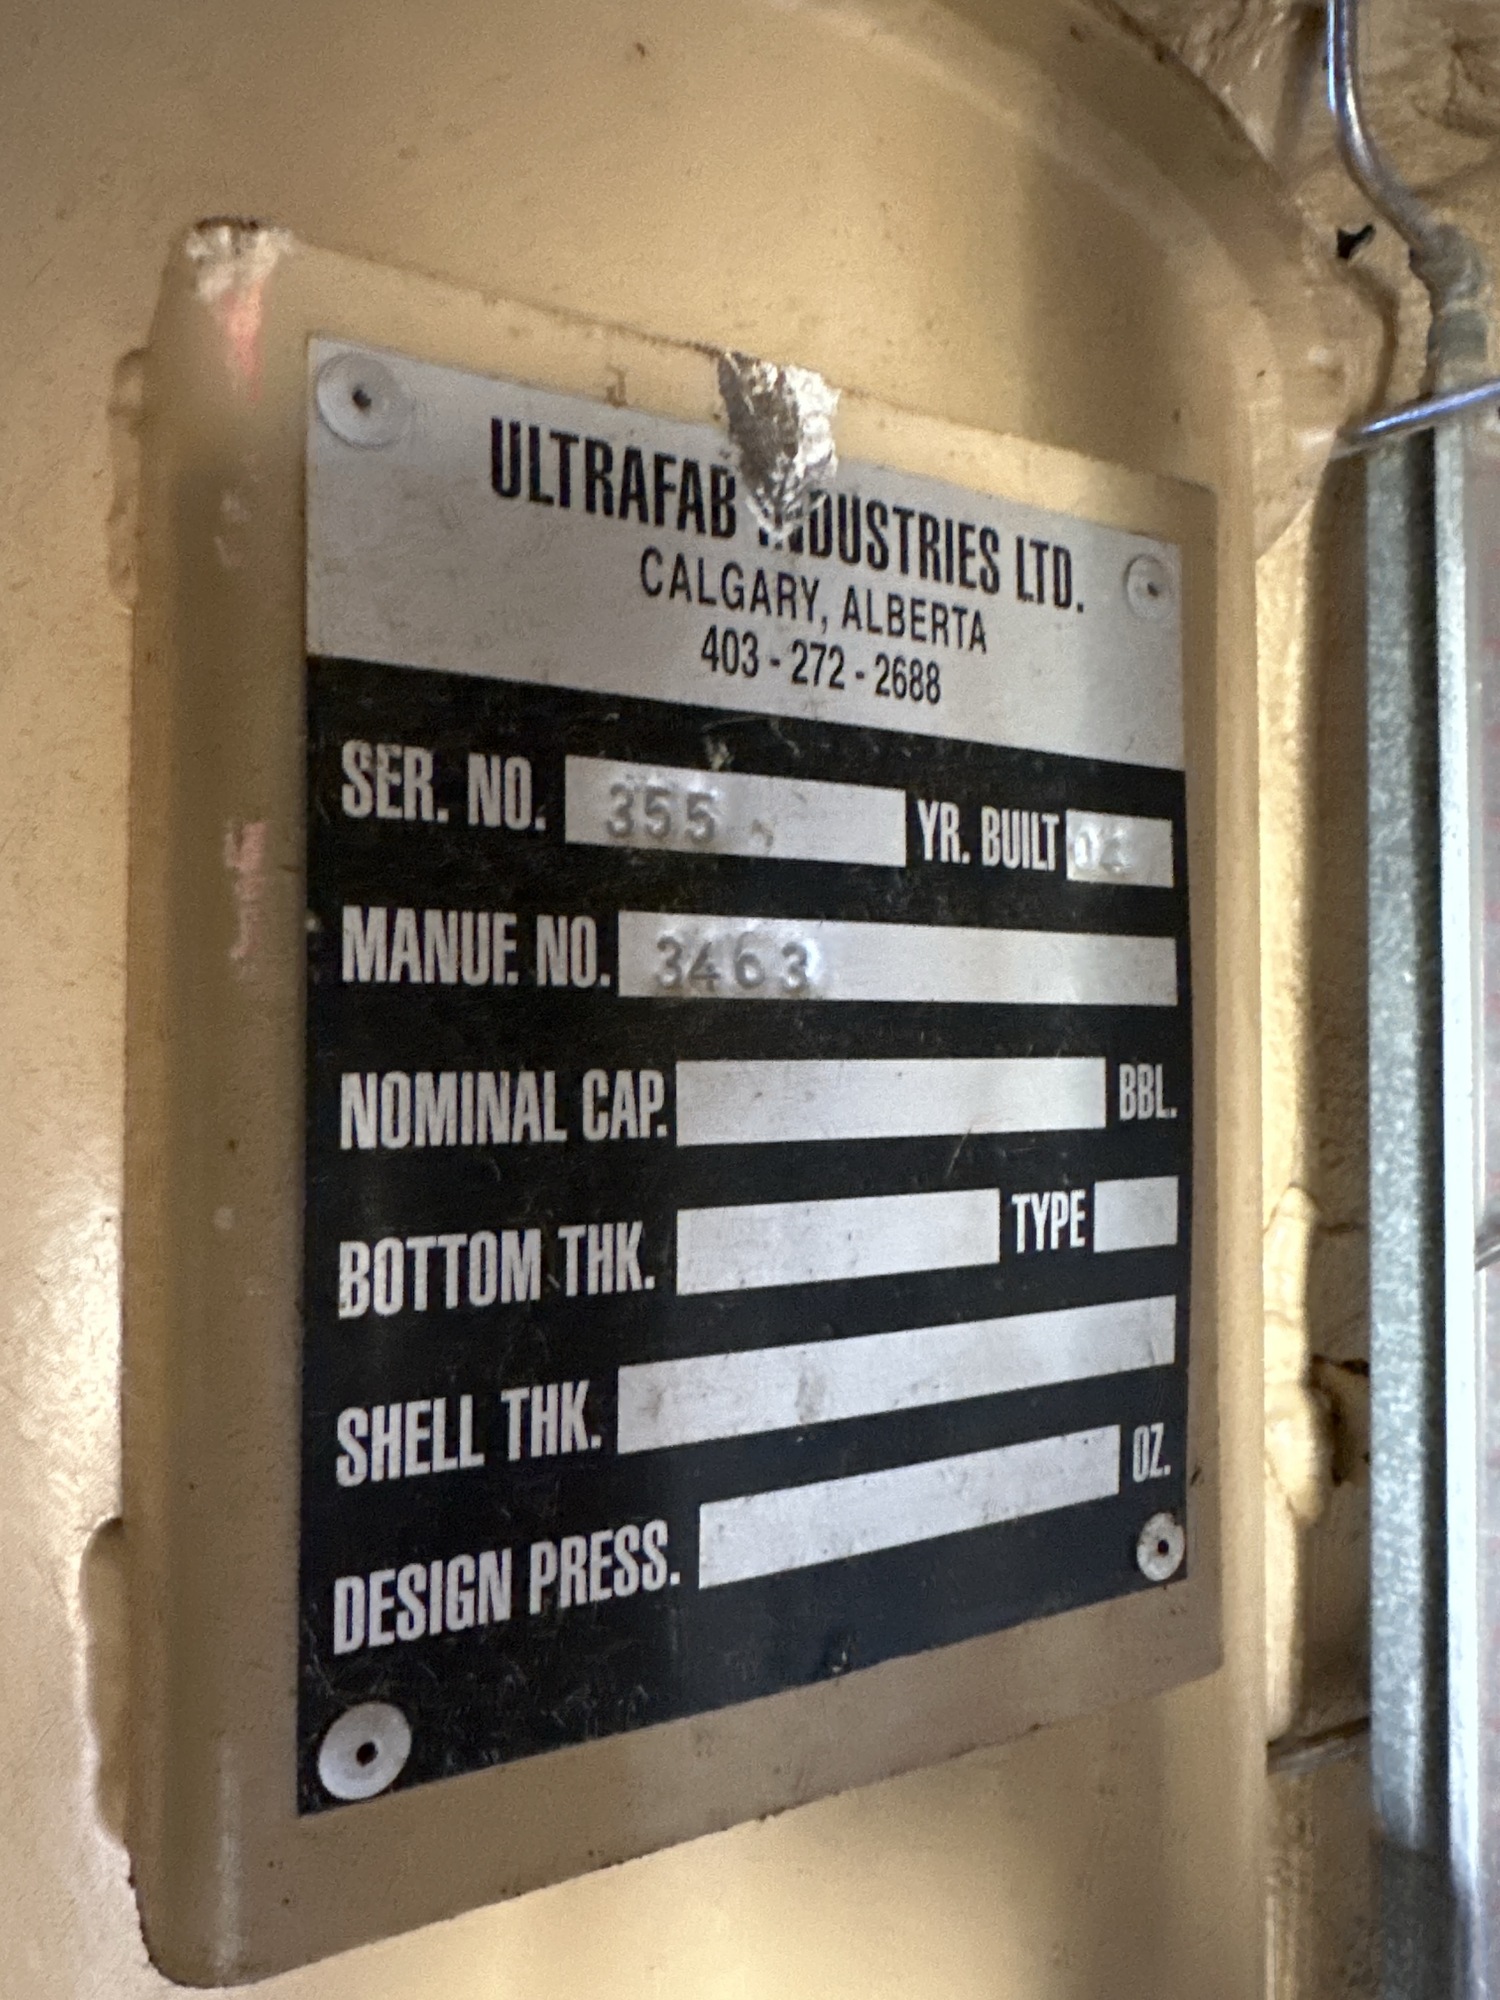 ULTRAFAB INDUSTRIES LTD.
CALGARY, ALBERTA
403 - 272 - 2688
SER. NO. 355 YR. BUILT
MANUF. NO. 3463
NOMINAL CAP. BBL.
BOTTOM THK. TYPE
SHELL THK.
DESIGN PRESS. OZ.